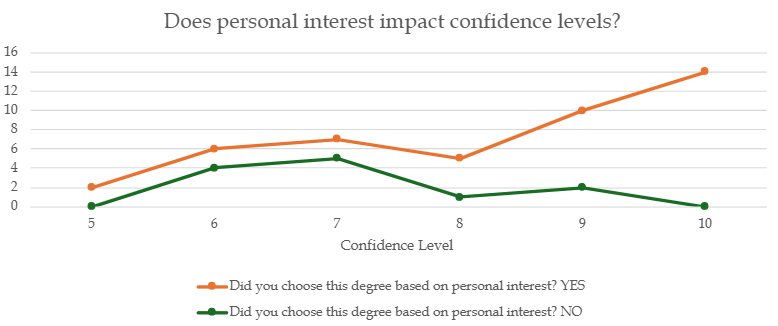 Does personal interest impact confidence levels?
16
14
12
10
8
6
4
2
0
5 6 7 8 9 10
Confidence Level
Did you choose this degree based on personal interest? YES
Did you choose this degree based on personal interest? NO